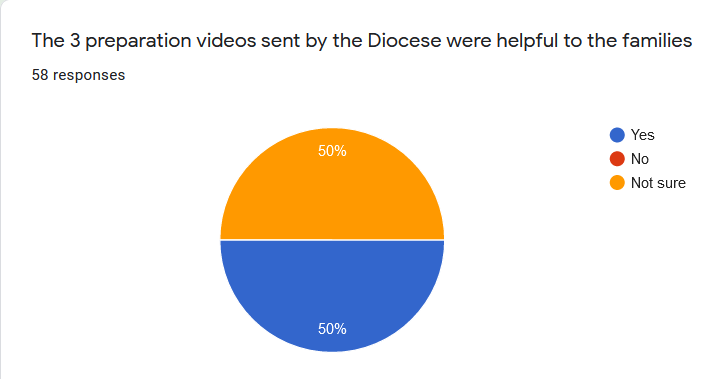 The 3 preparation videos sent by the Diocese were helpful to the families
58 responses
50%
50%
Yes
No
Not sure